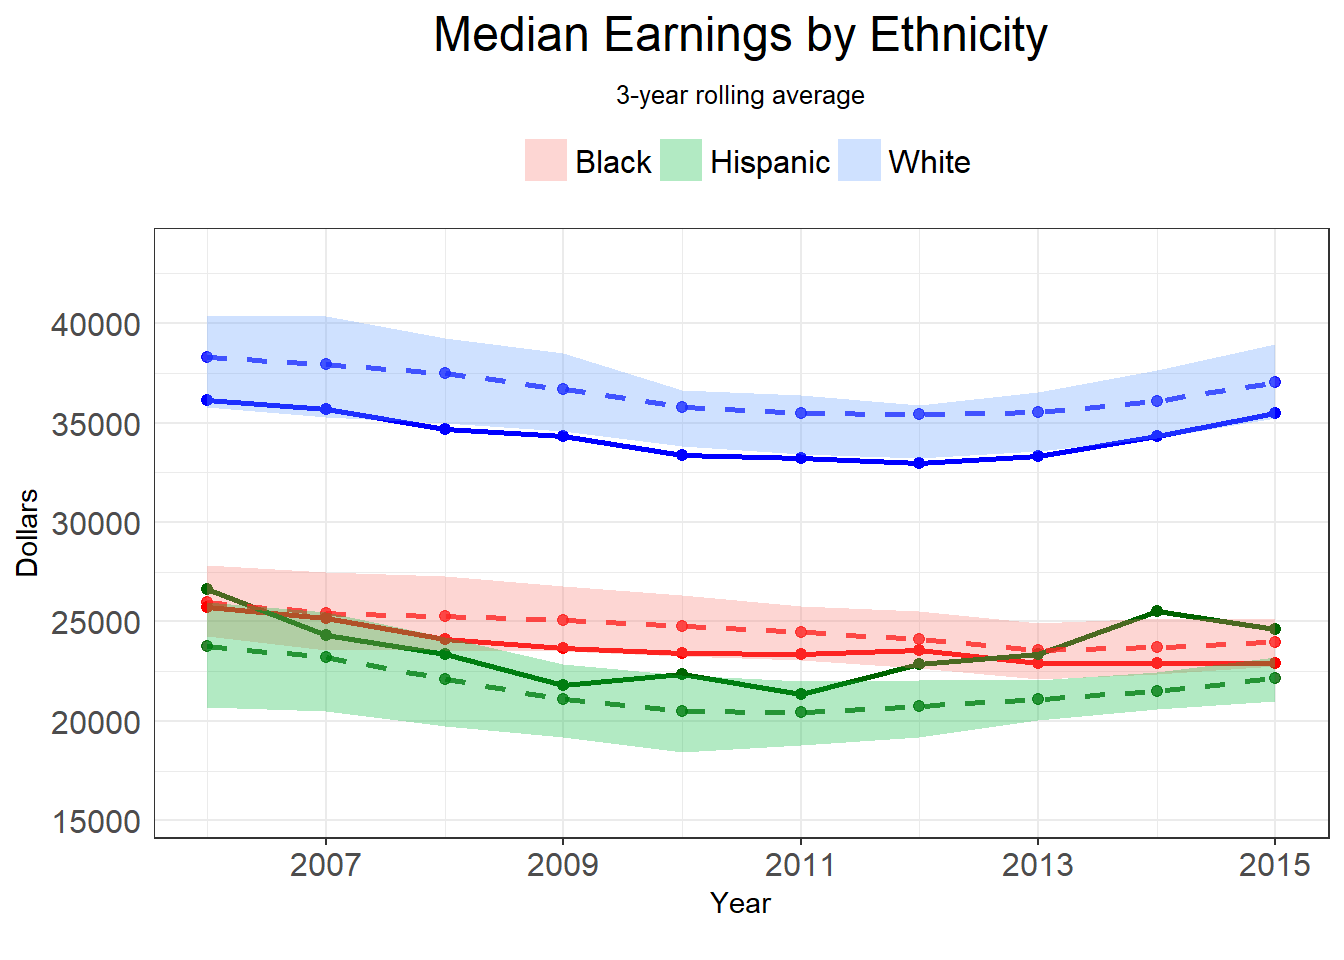 Median Earnings by Ethnicity
3-year rolling average
Black Hispanic White
Dollars
40000
35000
30000
25000
20000
15000
2007 2009 2011 2013 2015
Year